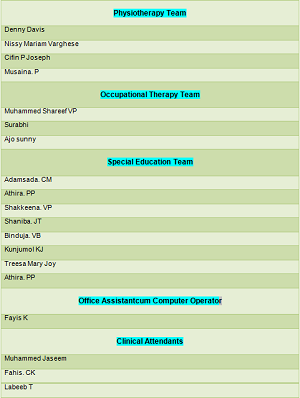 Physiotherapy Team
Denny Davis
Nissy Mariam Varghese
Cifin P Joseph
Musaina. P
Occupational Therapy Team
Muhammed Shareef VP
Surabhi
Ajo sunny
Special Education Team
Adamsada. CM
Athira. PP
Shakkeena. VP
Shaniba. JT
Binduja. VB
Kunjumol KJ
Treesa Mary Joy
Athira. PP
Office Assistantcum Computer Operator
Fayis K
Clinical Attendants
Muhammed Jaseem
Fahis. CK
Labeeb T